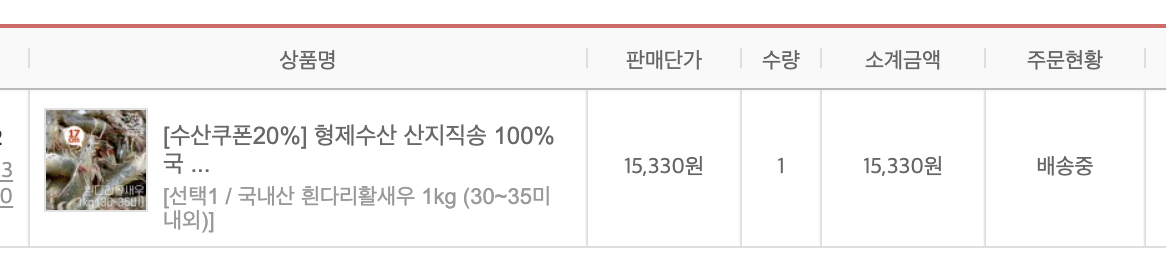 상품명 판매단가 수량 소계금액 주문현황
2
3
0
17
cm
흰다리활새우
1kg(30~35미)
[수산쿠폰20%] 형제수산 산지직송 100%
국 ...
[선택1 / 국내산 흰다리활새우 1kg (30~35미
내외)]
15,330원 1 15,330원 배송중